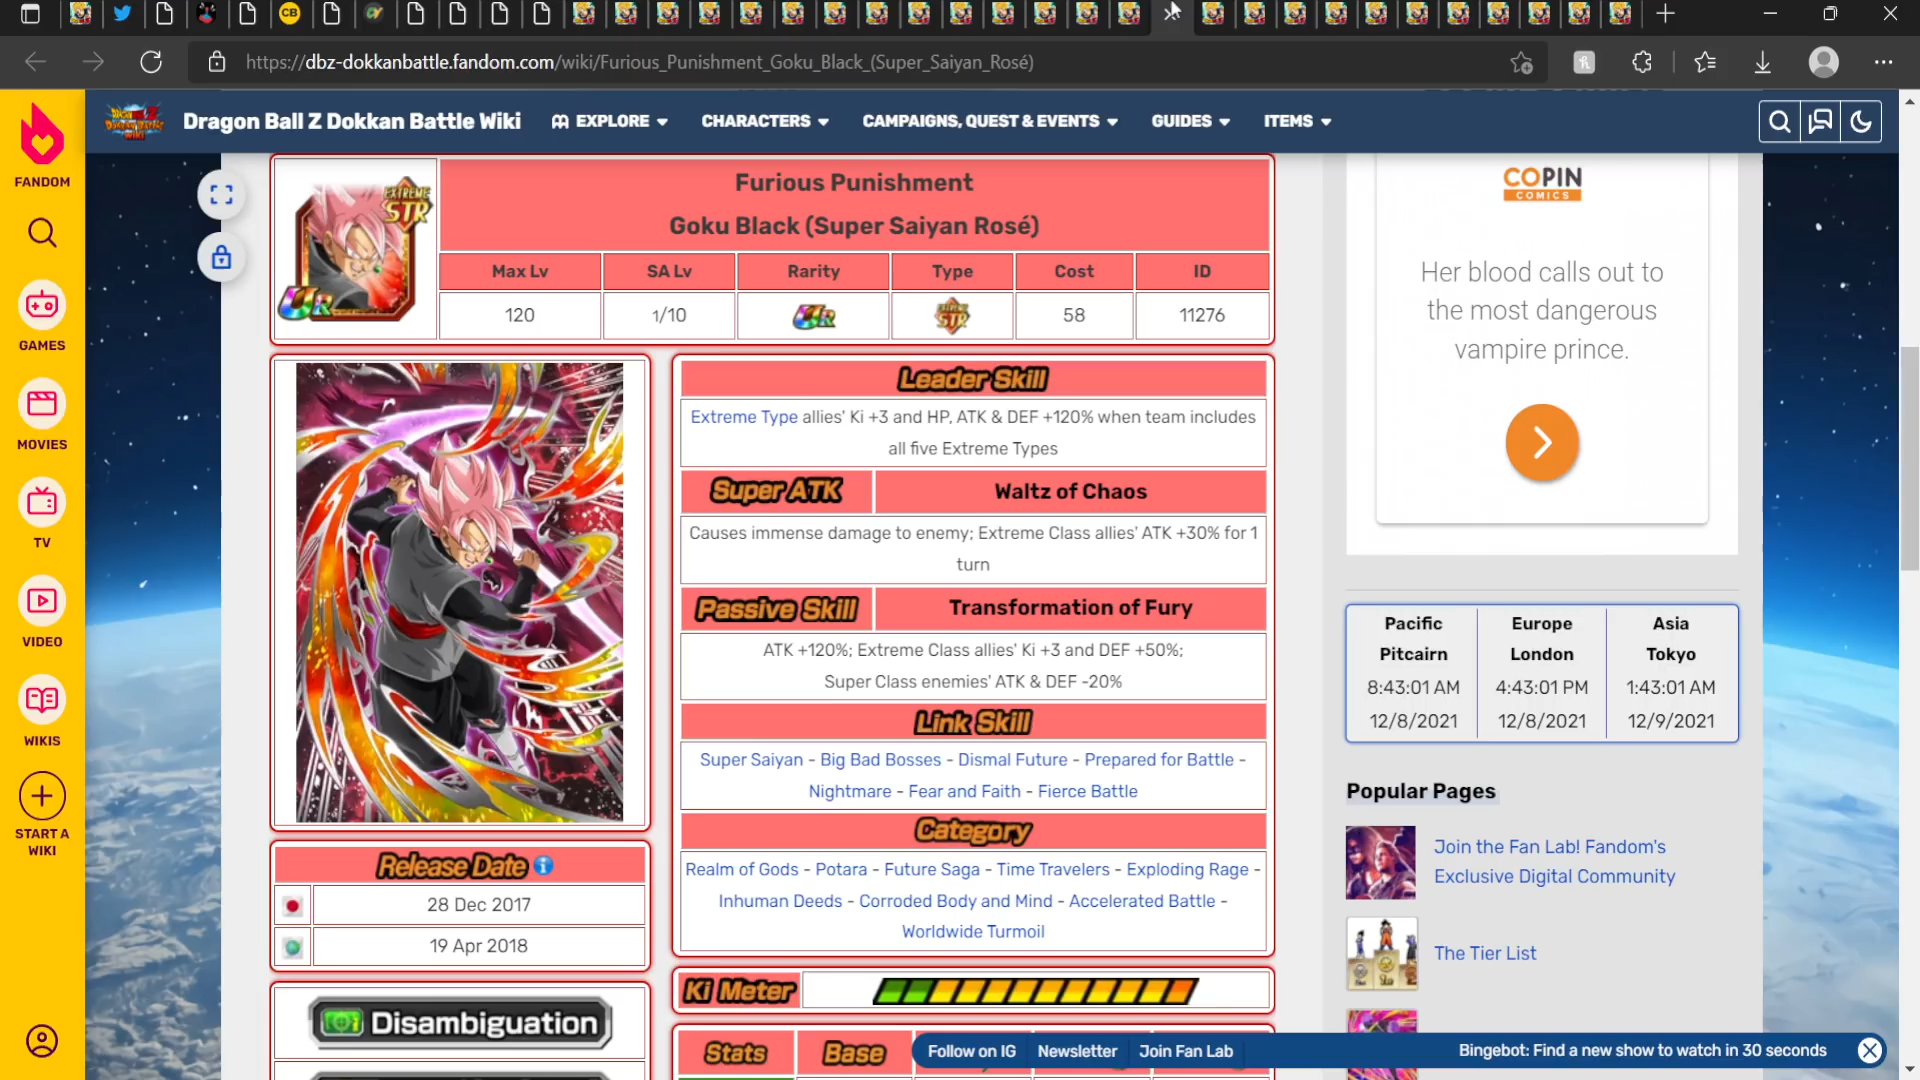 https://dbz-dokkanbattle.fandom.com/wiki/Furious_Punishment_Goku_Black_(Super_Saiyan_Rosé)
Dragon Ball Z Dokkan Battle Wiki
EXPLORE
CHARACTERS
CAMPAIGNS, QUEST & EVENTS
GUIDES
ITEMS
FANDOM
GAMES
MOVIES
TV
VIDEO
WIKIS
START A
WIKI
EXTREME
STR
UR
Furious Punishment
Goku Black (Super Saiyan Rosé)
Max Lv
SA Lv
Rarity
Type
Cost
ID
120
1/10
UR
EXTREME
STR
58
11276
Leader Skill
Extreme Type allies' Ki +3 and HP, ATK & DEF +120% when team includes
all five Extreme Types
Super ATK
Waltz of Chaos
Causes immense damage to enemy; Extreme Class allies' ATK +30% for 1
turn
Passive Skill
Transformation of Fury
ATK +120%; Extreme Class allies' Ki +3 and DEF +50%;
Super Class enemies' ATK & DEF -20%
Link Skill
Super Saiyan - Big Bad Bosses - Dismal Future - Prepared for Battle -
Nightmare - Fear and Faith - Fierce Battle
Category
Realm of Gods - Potara - Future Saga - Time Travelers - Exploding Rage -
Inhuman Deeds - Corroded Body and Mind - Accelerated Battle -
Worldwide Turmoil
Ki Meter
Stats
Base
Release Date
28 Dec 2017
19 Apr 2018
Disambiguation
COPIN
COMICS
Her blood calls out to
the most dangerous
vampire prince.
Pacific
Pitcairn
8:43:01 AM
12/8/2021
Europe
London
4:43:01 PM
12/8/2021
Asia
Tokyo
1:43:01 AM
12/9/2021
Popular Pages
Join the Fan Lab! Fandom's
Exclusive Digital Community
The Tier List
Follow on IG
Newsletter
Join Fan Lab
Bingebot: Find a new show to watch in 30 seconds